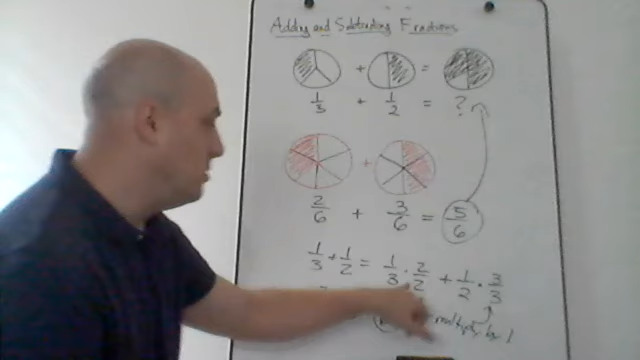 Adding and Subtracting Fractions
+ =
1/3 + 1/2 = ?
+
2/6 + 3/6 = 5/6
1/3 + 1/2 = 1/3 · 2/2 + 1/2 · 3/3
multiply by 1